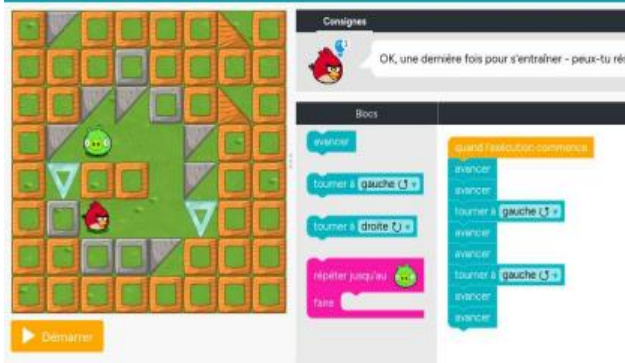 Consignes
OK, une dernière fois pour s'entraîner - peux-tu rés
Blocs
avancer
tourner à gauche ↺
tourner à droite ↻
répéter jusqu'au
faire
quand l'exécution commence
avancer
avancer
tourner à gauche ↺
avancer
avancer
tourner à gauche ↺
avancer
avancer
Démarrer